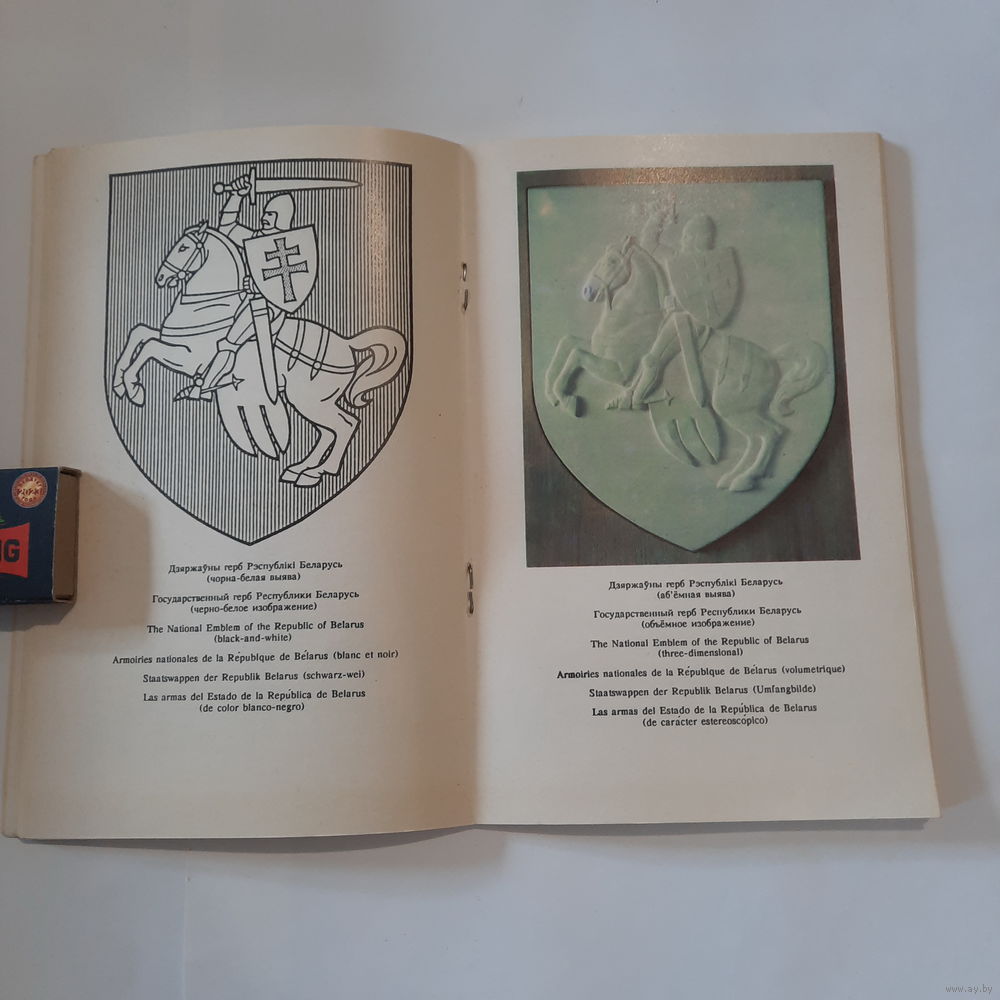 Дзяржаўны герб Рэспублікі Беларусь
(чорна-белая выява)
Государственный герб Республики Беларусь
(черно-белое изображение)
The National Emblem of the Republic of Belarus
(black-and-white)
Armoiries nationales de la Républque de Bélarus (blanc et noir)
Staatswappen der Republik Belarus (schwarz-wei)
Las armas del Estado de la República de Belarus
(de color blanco-negro)
Дзяржаўны герб Рэспублікі Беларусь
(аб'ёмная выява)
Государственный герб Республики Беларусь
(объёмное изображение)
The National Emblem of the Republic of Belarus
(three-dimensional)
Armoiries nationales de la Républque de Bélarus (volumetrique)
Staatswappen der Republik Belarus (Umfangbilde)
Las armas del Estado de la República de Belarus
(de carácter estereoscópico)
www.ay.by